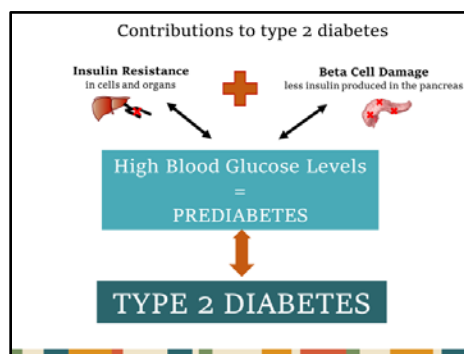 Contributions to type 2 diabetes
Insulin Resistance
in cells and organs
Beta Cell Damage
less insulin produced in the pancreas
High Blood Glucose Levels
=
PREDIABETES
TYPE 2 DIABETES